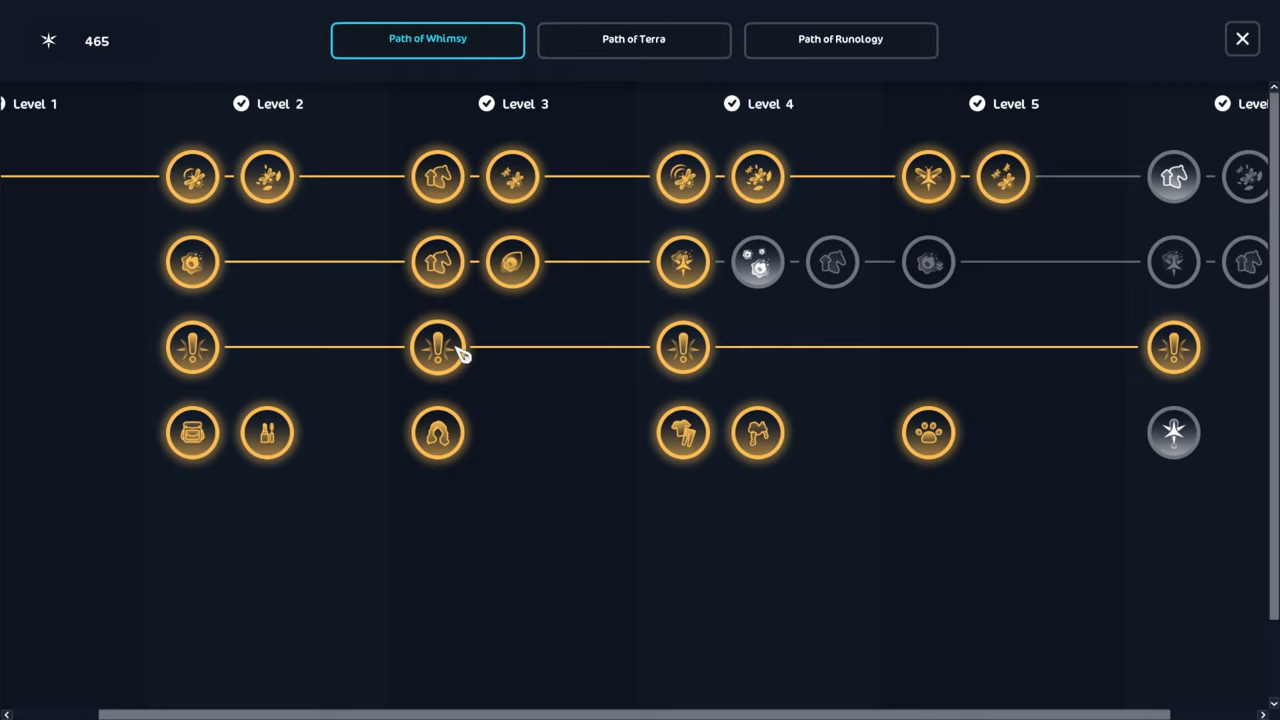 465
Path of Whimsy
Path of Terra
Path of Runology
Level 1
Level 2
Level 3
Level 4
Level 5
Leve